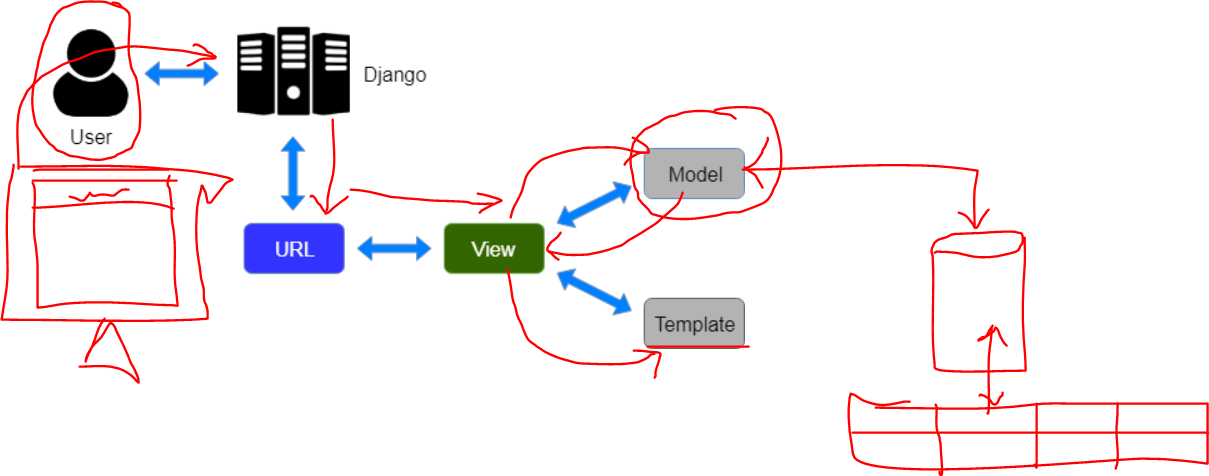 Django
User
Model
URL
View
Template